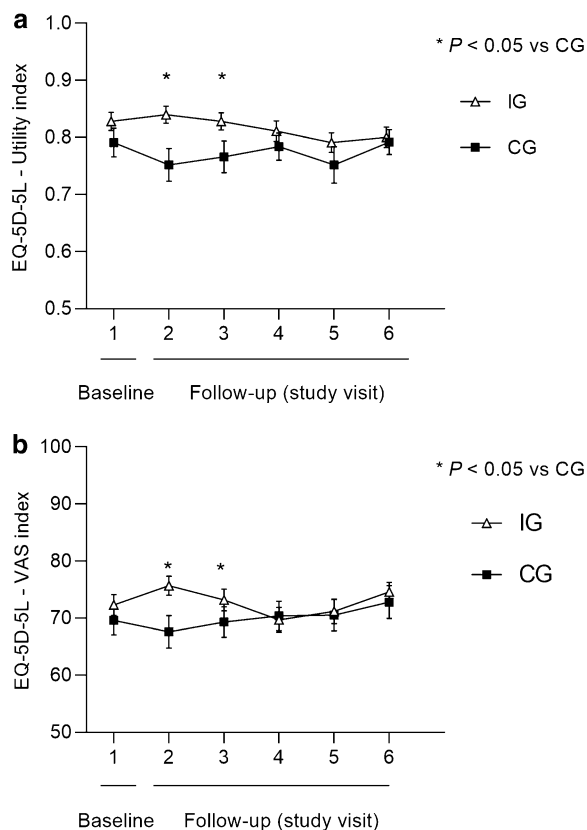 a
EQ-5D-5L - Utility index
1.0
0.9
0.8
0.7
0.6
0.5
* *
* P < 0.05 vs CG
IG
CG
1 2 3 4 5 6
Baseline Follow-up (study visit)
b
EQ-5D-5L - VAS index
100
90
80
70
60
50
* *
* P < 0.05 vs CG
IG
CG
1 2 3 4 5 6
Baseline Follow-up (study visit)